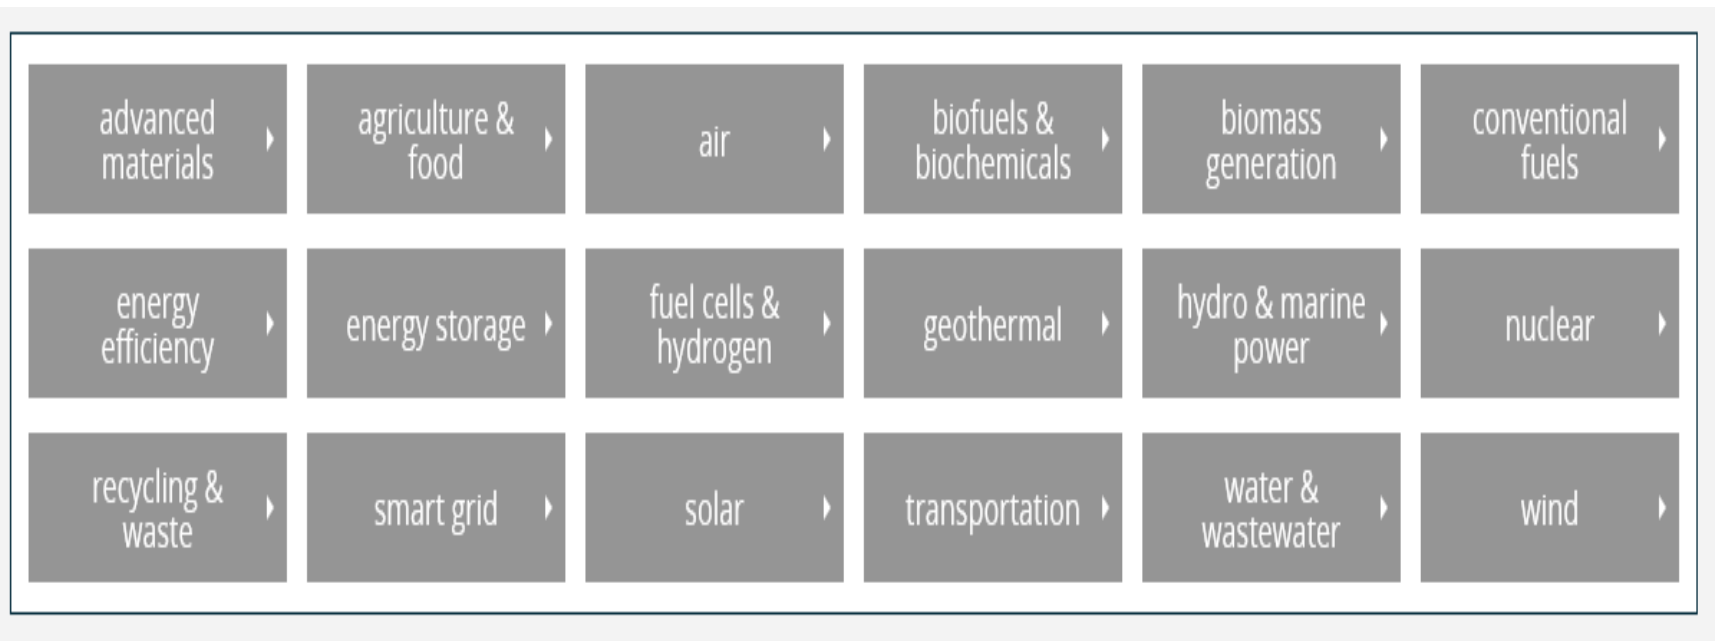 advanced
materials
agriculture &
food
air
biofuels &
biochemicals
biomass
generation
conventional
fuels
energy
efficiency
energy storage
fuel cells &
hydrogen
geothermal
hydro & marine
power
nuclear
recycling &
waste
smart grid
solar
transportation
water &
wastewater
wind